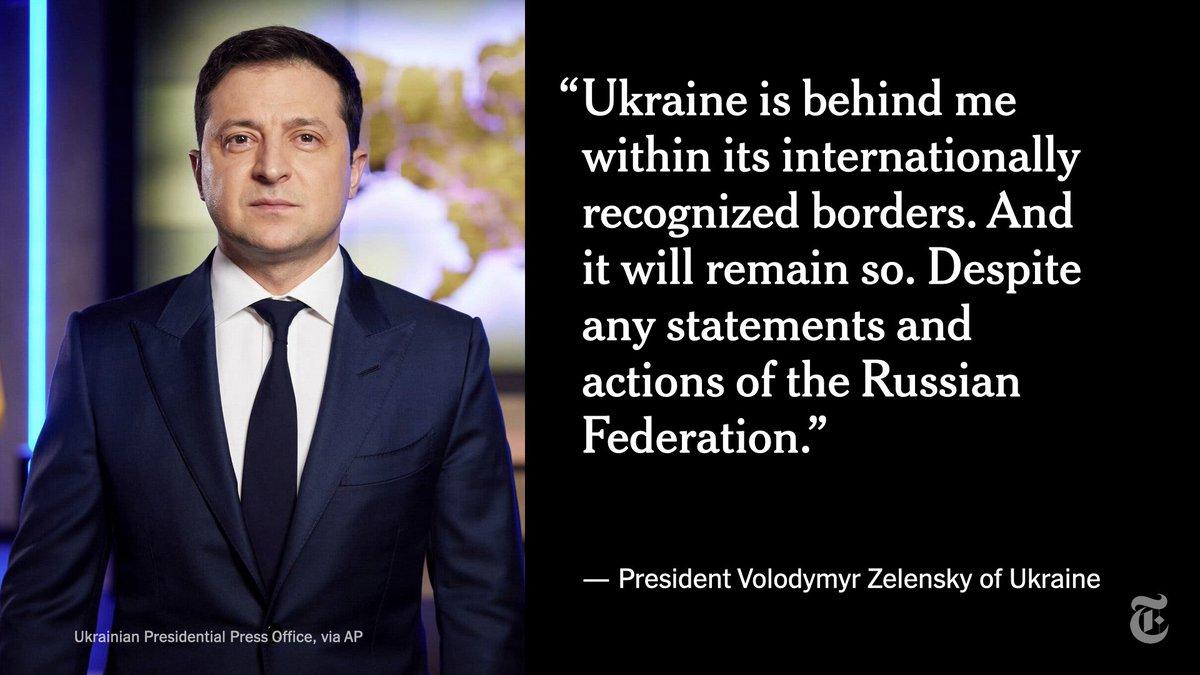 “Ukraine is behind me
within its internationally
recognized borders. And
it will remain so. Despite
any statements and
actions of the Russian
Federation.”
— President Volodymyr Zelensky of Ukraine
Ukrainian Presidential Press Office, via AP
T